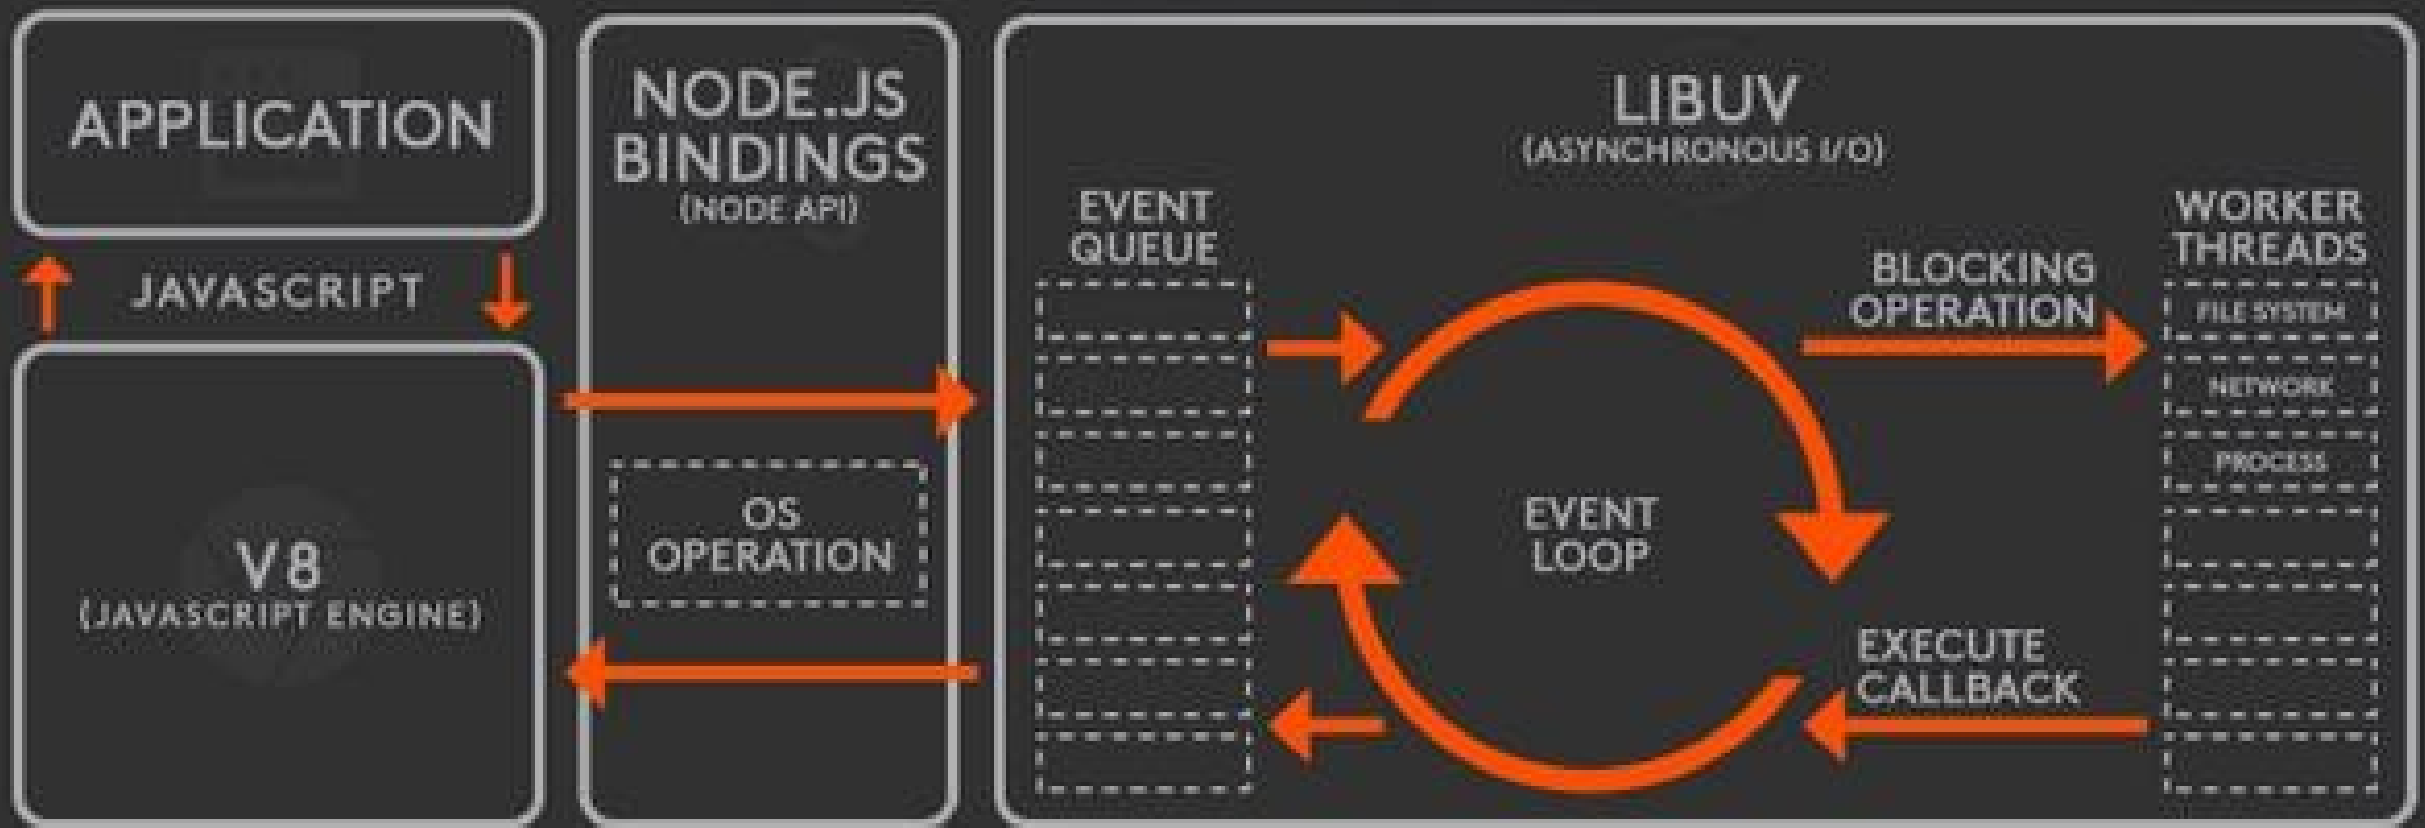 APPLICATION
JAVASCRIPT
V8
(JAVASCRIPT ENGINE)
NODE.JS
BINDINGS
(NODE API)
OS
OPERATION
LIBUV
(ASYNCHRONOUS I/O)
EVENT
QUEUE
EVENT
LOOP
BLOCKING
OPERATION
EXECUTE
CALLBACK
WORKER
THREADS
FILE SYSTEM
NETWORK
PROCESS